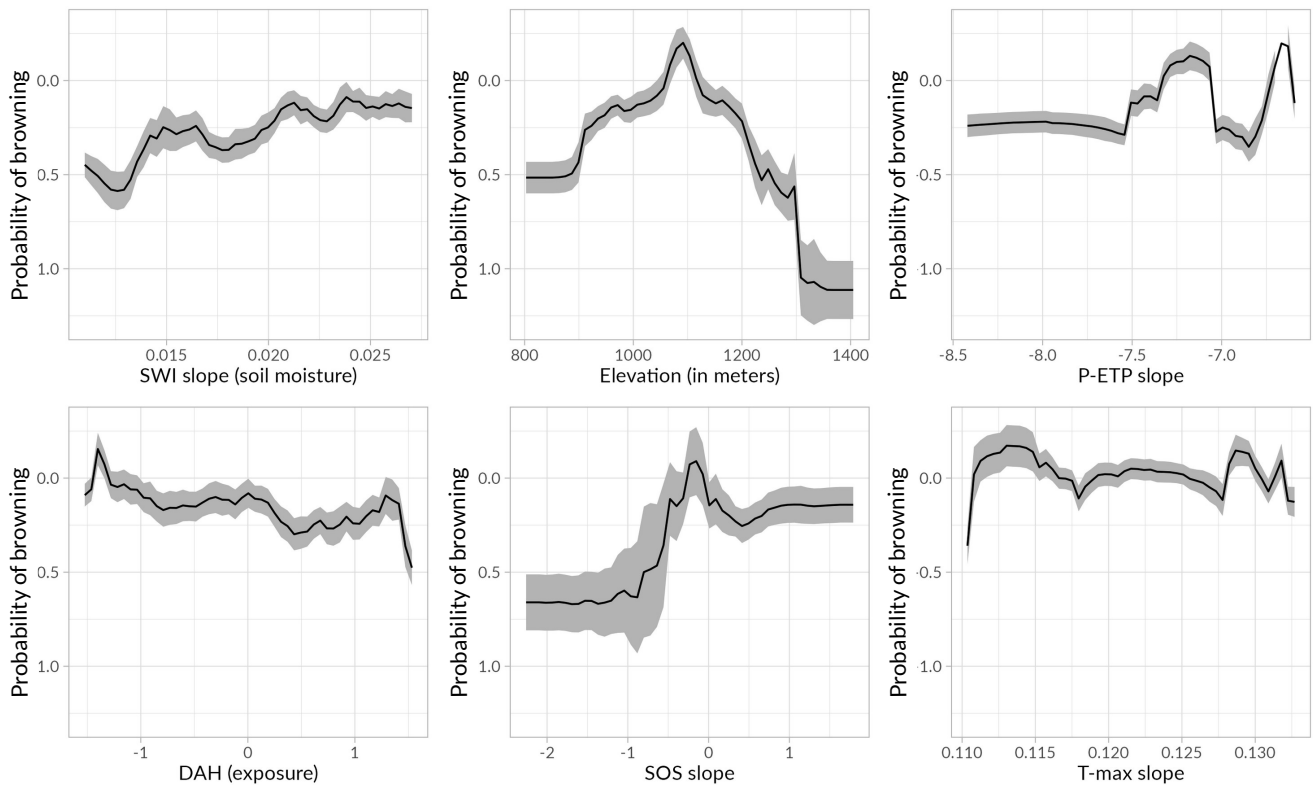 Probability of browning
0.0
0.5
1.0
0.015 0.020 0.025
SWI slope (soil moisture)
Probability of browning
0.0
0.5
1.0
800 1000 1200 1400
Elevation (in meters)
Probability of browning
0.0
-0.5
-1.0
-8.5 -8.0 -7.5 -7.0
P-ETP slope
Probability of browning
0.0
0.5
1.0
-1 0 1
DAH (exposure)
Probability of browning
0.0
0.5
1.0
-2 -1 0 1
SOS slope
Probability of browning
0.0
-0.5
-1.0
0.110 0.115 0.120 0.125 0.130
T-max slope